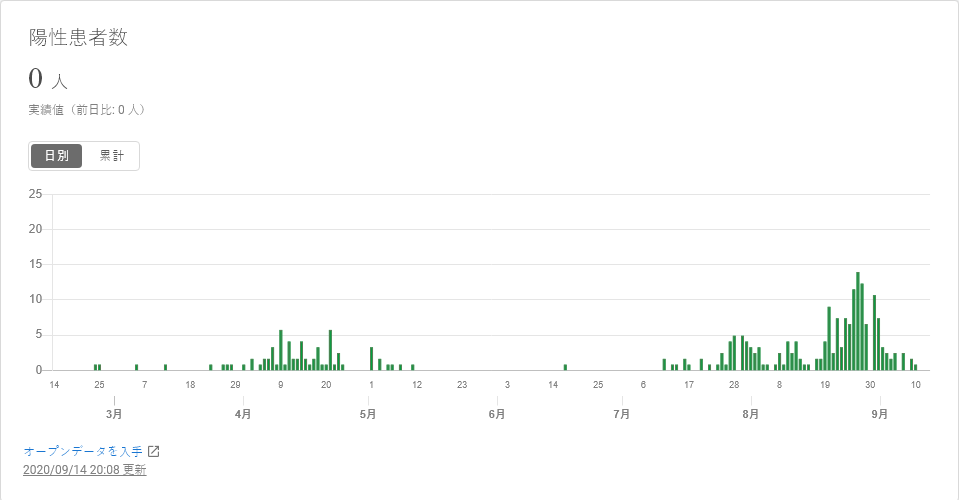 陽性患者数
0 人
実績値（前日比: 0 人）
日別 累計
25
20
15
10
5
0
14 25 7 18 29 9 20 1 12 23 3 14 25 6 17 28 8 19 30 10
3月 4月 5月 6月 7月 8月 9月
オープンデータを入手
2020/09/14 20:08 更新